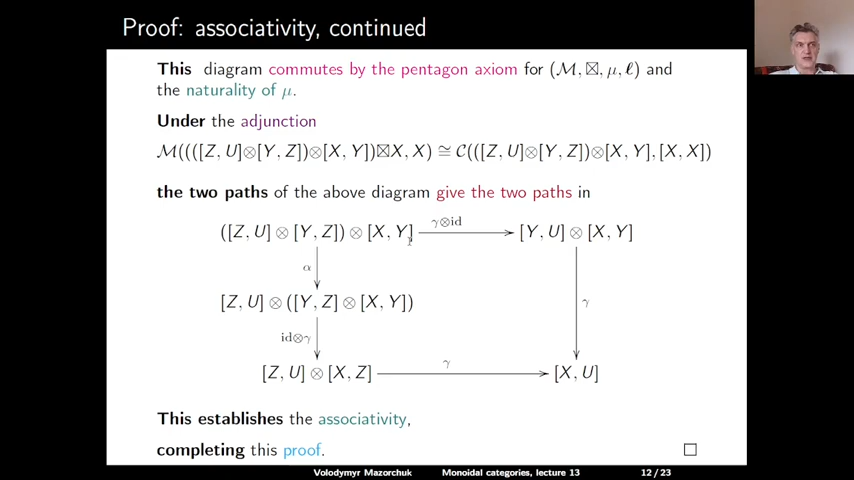 Proof: associativity, continued
This diagram commutes by the pentagon axiom for (ℳ, ⊠, μ, ℓ) and
the naturality of μ.
Under the adjunction
ℳ((([Z, U]⊗[Y, Z])⊗[X, Y])⊠X, X) ≅ 𝒞(([Z, U]⊗[Y, Z])⊗[X, Y], [X, X])
the two paths of the above diagram give the two paths in
γ⊗id
([Z, U] ⊗ [Y, Z]) ⊗ [X, Y] [Y, U] ⊗ [X, Y]
α
[Z, U] ⊗ ([Y, Z] ⊗ [X, Y]) γ
id⊗γ
γ
[Z, U] ⊗ [X, Z] [X, U]
This establishes the associativity,
completing this proof. □
Volodymyr Mazorchuk Monoidal categories, lecture 13 12/23